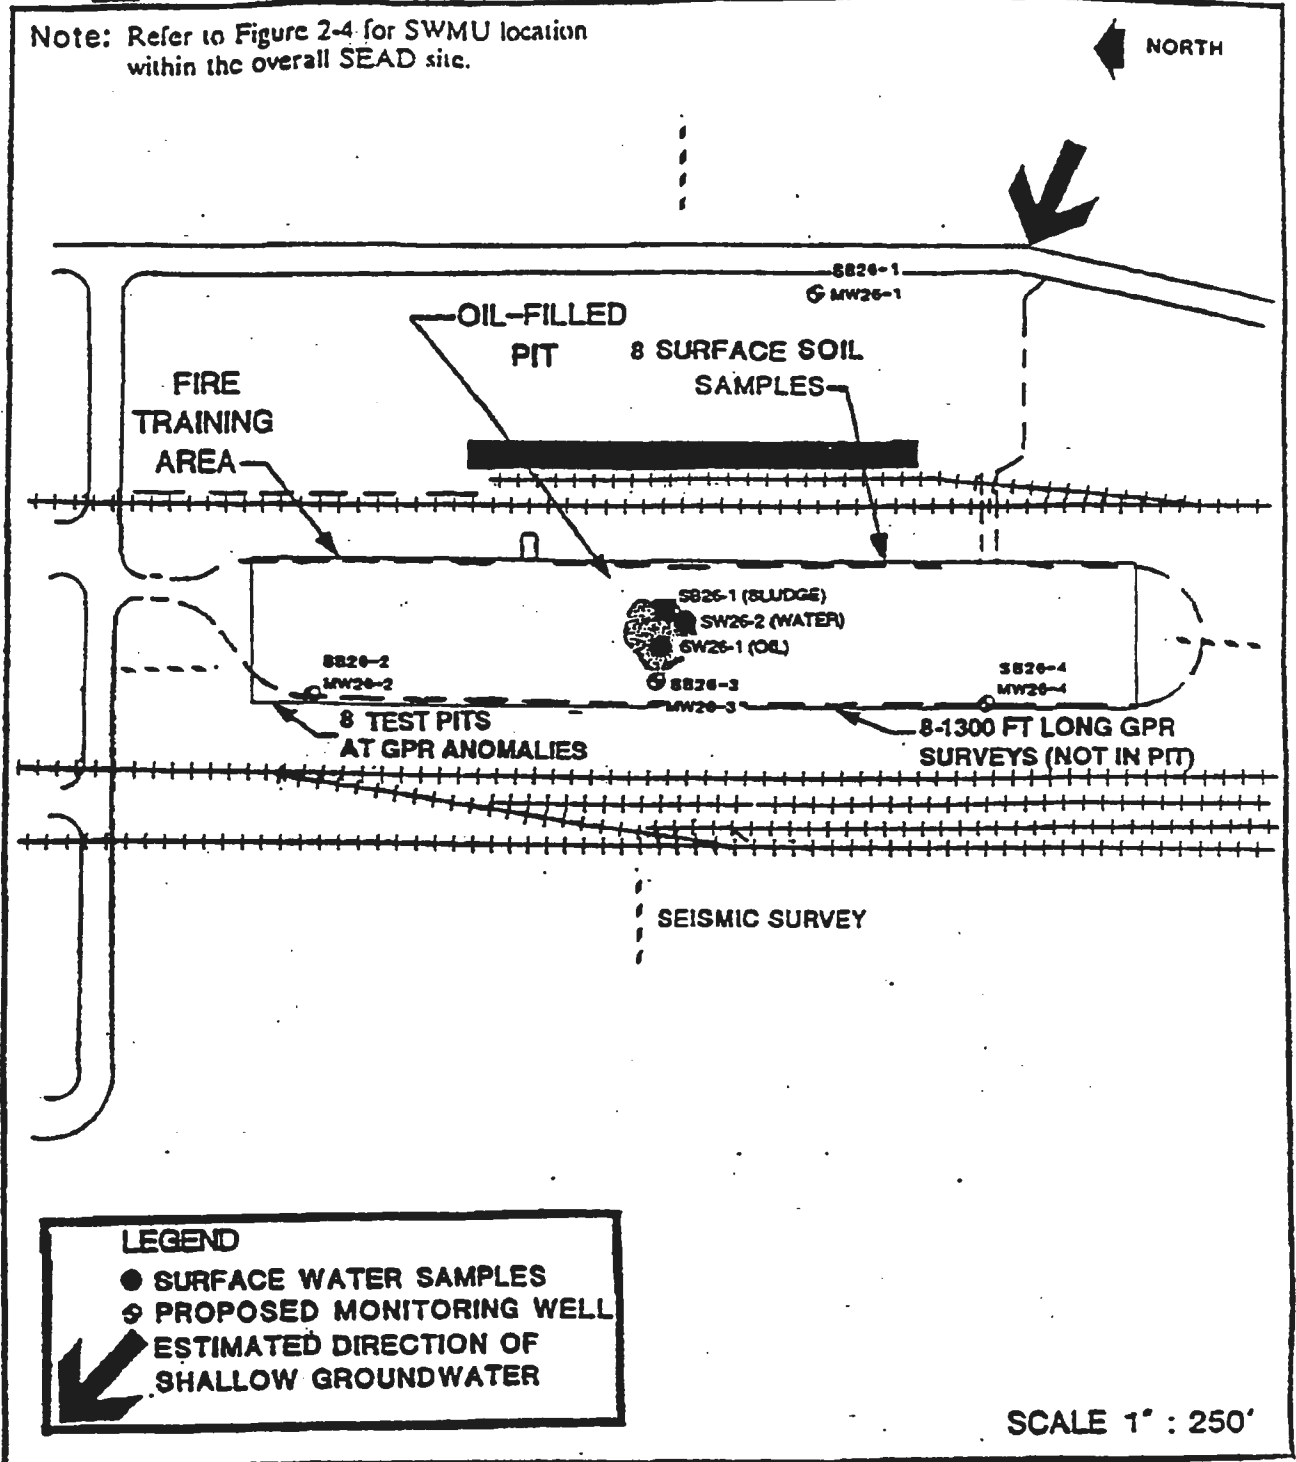 Note: Refer to Figure 2-4 for SWMU location
within the overall SEAD site.
NORTH
SB26-1
MW26-1
OIL-FILLED
PIT
8 SURFACE SOIL
SAMPLES
FIRE
TRAINING
AREA
SB26-1 (SLUDGE)
SW26-2 (WATER)
SW26-1 (OIL)
SB26-2
MW26-2
SB26-3
MW26-3
SB26-4
MW26-4
8 TEST PITS
AT GPR ANOMALIES
8-1300 FT LONG GPR
SURVEYS (NOT IN PIT)
SEISMIC SURVEY
LEGEND
SURFACE WATER SAMPLES
PROPOSED MONITORING WELL
ESTIMATED DIRECTION OF
SHALLOW GROUNDWATER
SCALE 1" : 250'